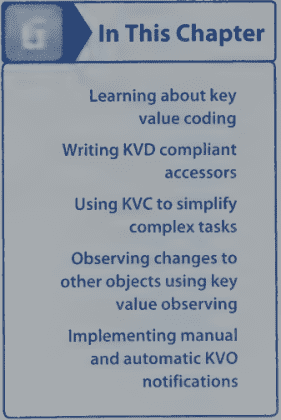 6
In This Chapter
Learning about key
value coding
Writing KVD compliant
accessors
Using KVC to simplify
complex tasks
Observing changes to
other objects using key
value observing
Implementing manual
and automatic KVO
notifications